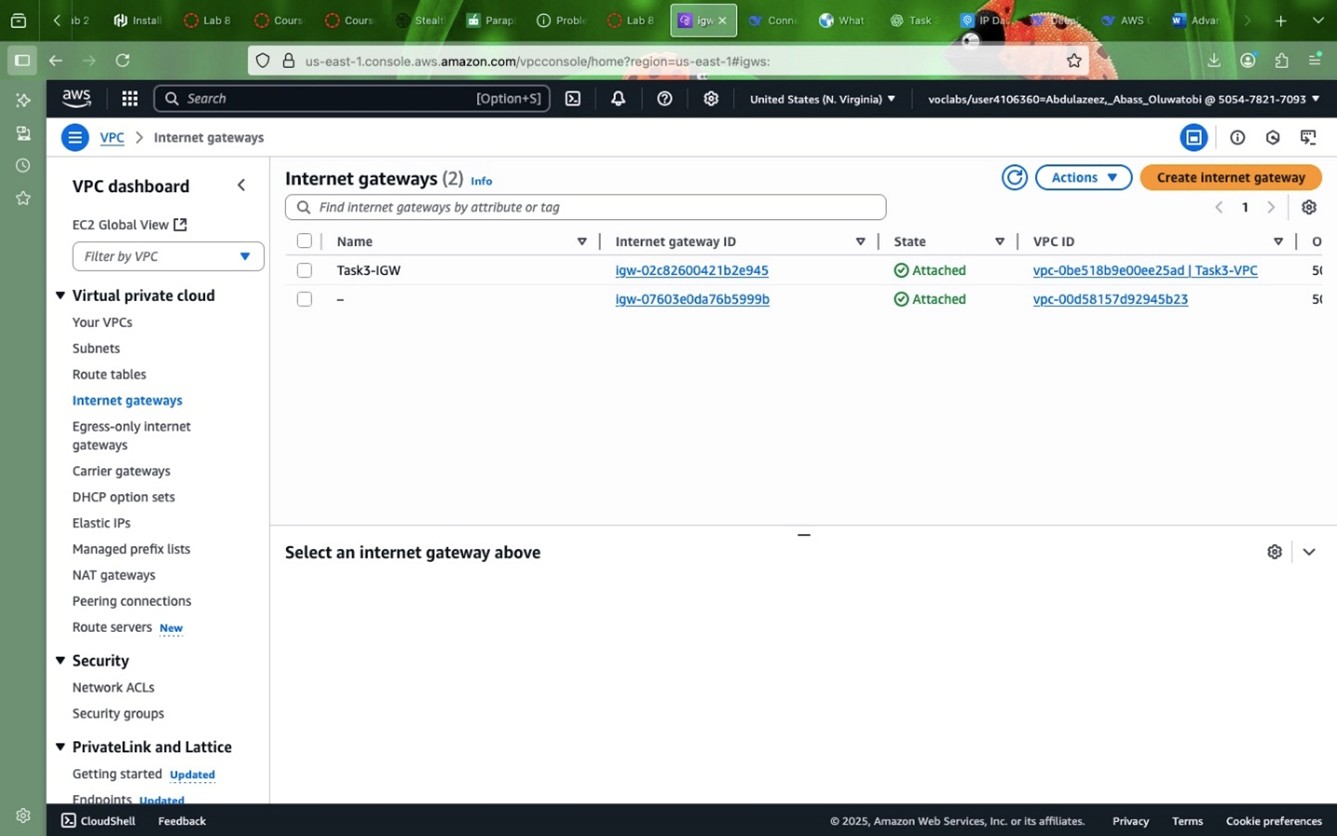 ab 2
Install
Lab 8
Cours
Cours
Stealt
Parap
Proble
Lab 8
igw
Conne
What
Task
IP Da
AWS
Advar
us-east-1.console.aws.amazon.com/vpcconsole/home?region=us-east-1#igws:
aws
Search
[Option+S]
United States (N. Virginia)
voclabs/user4106360=Abdulazeez,_Abass_Oluwatobi @ 5054-7821-7093
VPC
Internet gateways
VPC dashboard
EC2 Global View
Filter by VPC
Virtual private cloud
Your VPCs
Subnets
Route tables
Internet gateways
Egress-only internet
gateways
Carrier gateways
DHCP option sets
Elastic IPs
Managed prefix lists
NAT gateways
Peering connections
Route servers New
Security
Network ACLs
Security groups
PrivateLink and Lattice
Getting started Updated
Endpoints Updated
Internet gateways (2) Info
Actions
Create internet gateway
Find internet gateways by attribute or tag
1
Name
Internet gateway ID
State
VPC ID
O
Task3-IGW
igw-02c82600421b2e945
Attached
vpc-0be518b9e00ee25ad | Task3-VPC
50
–
igw-07603e0da76b5999b
Attached
vpc-00d58157d92945b23
50
Select an internet gateway above
CloudShell
Feedback
© 2025, Amazon Web Services, Inc. or its affiliates.
Privacy
Terms
Cookie preferences